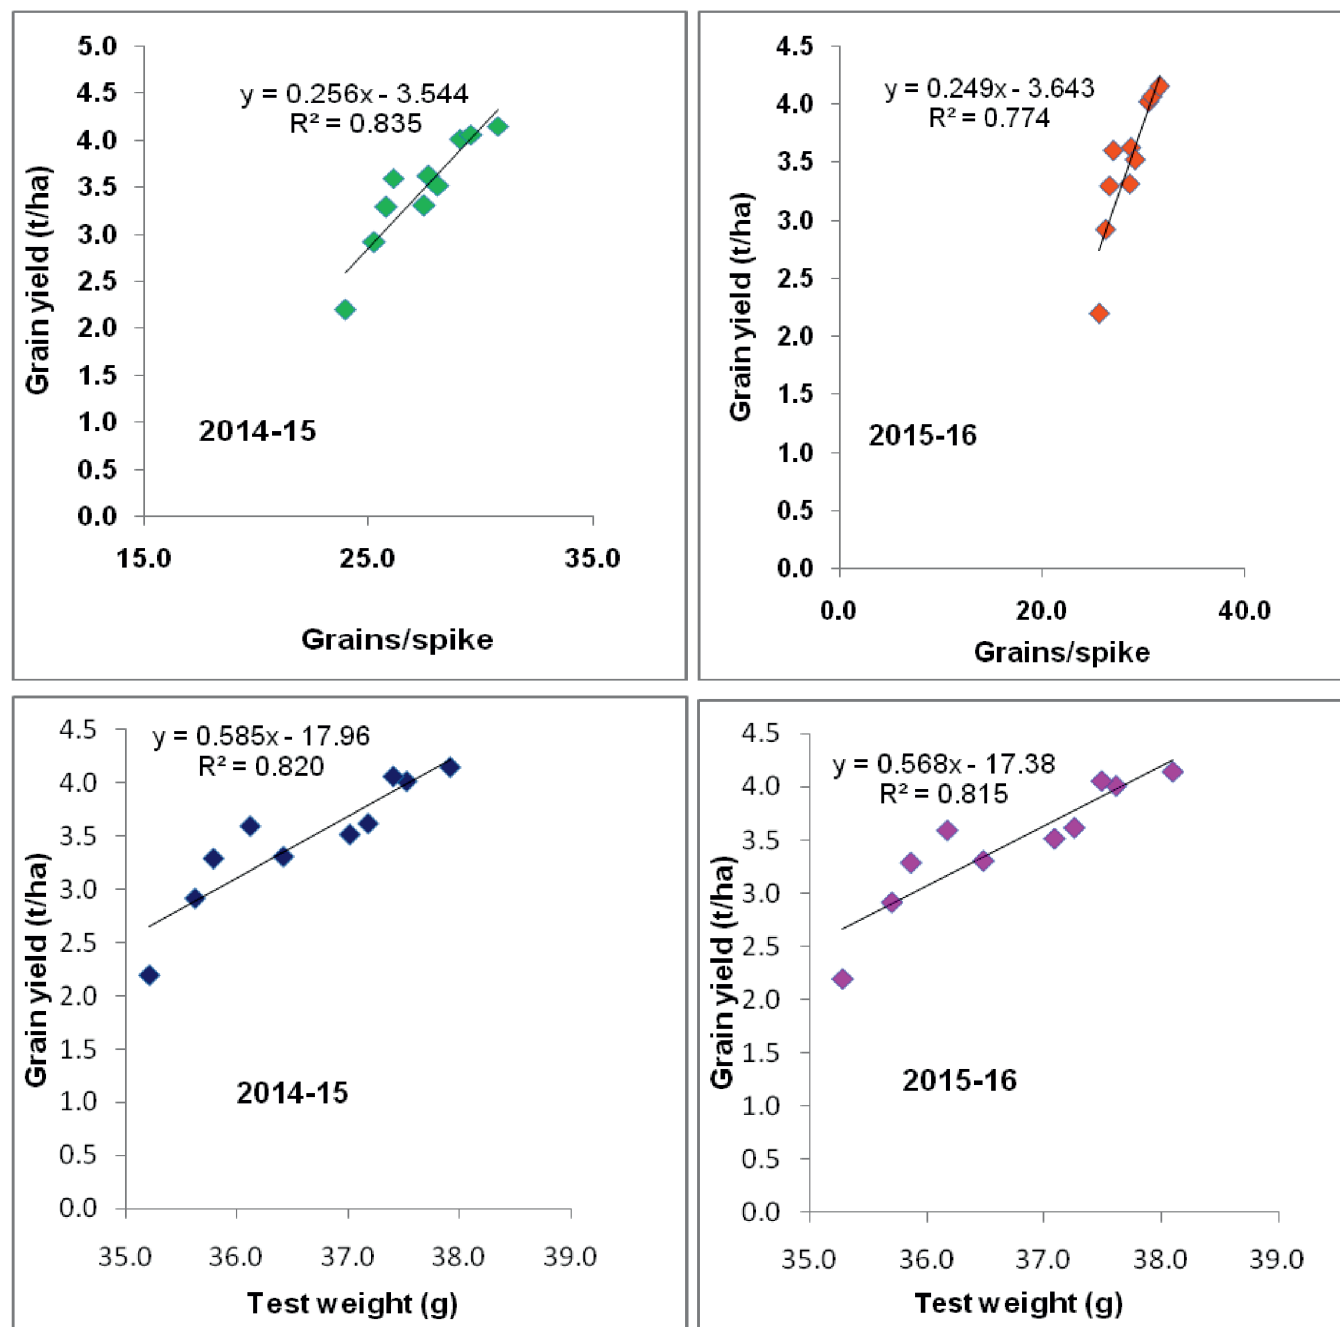 5.0
4.5
4.0
3.5
3.0
2.5
2.0
1.5
1.0
0.5
0.0
Grain yield (t/ha)
y = 0.256x - 3.544
R² = 0.835
2014-15
15.0 25.0 35.0
Grains/spike
4.5
4.0
3.5
3.0
2.5
2.0
1.5
1.0
0.5
0.0
Grain yield (t/ha)
y = 0.249x - 3.643
R² = 0.774
2015-16
0.0 20.0 40.0
Grains/spike
4.5
4.0
3.5
3.0
2.5
2.0
1.5
1.0
0.5
0.0
Grain yield (t/ha)
y = 0.585x - 17.96
R² = 0.820
2014-15
35.0 36.0 37.0 38.0 39.0
Test weight (g)
4.5
4.0
3.5
3.0
2.5
2.0
1.5
1.0
0.5
0.0
Grain yield (t/ha)
y = 0.568x - 17.38
R² = 0.815
2015-16
35.0 36.0 37.0 38.0 39.0
Test weight (g)